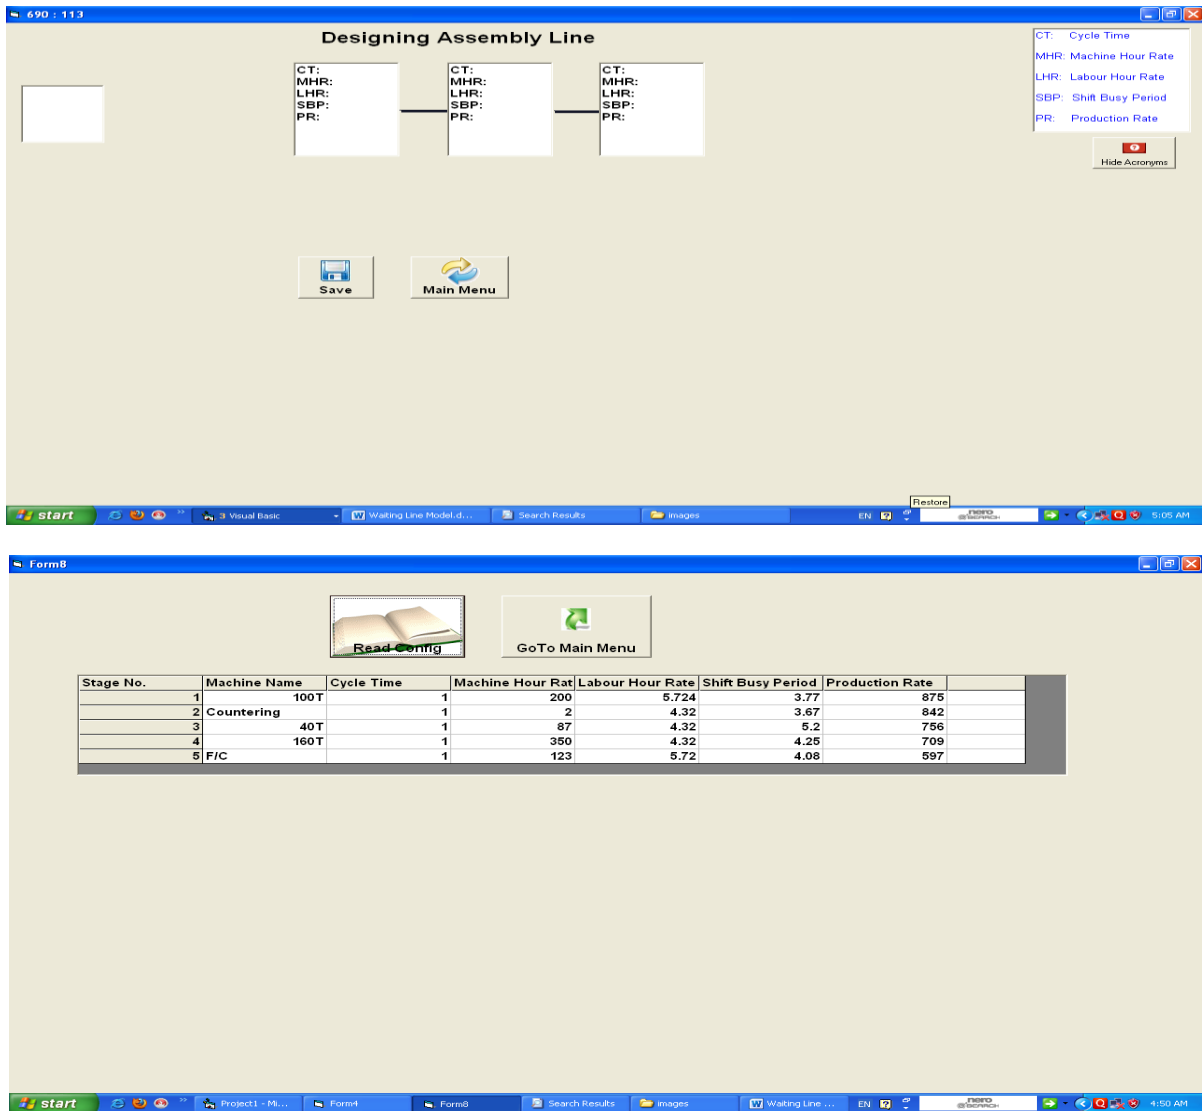 690 : 113
Designing Assembly Line
CT: Cycle Time
MHR: Machine Hour Rate
LHR: Labour Hour Rate
SBP: Shift Busy Period
PR: Production Rate
Hide Acronyms
CT: CT: CT:
MHR: MHR: MHR:
LHR: LHR: LHR:
SBP: SBP: SBP:
PR: PR: PR:
Save Main Menu
Restore
start 3 Visual Basic Waiting Line Model.d... Search Results images EN nero SEARCH 5:05 AM
Form8
Read Config GoTo Main Menu
Stage No. Machine Name Cycle Time Machine Hour Rat Labour Hour Rate Shift Busy Period Production Rate
1 100T 1 200 5.724 3.77 875
2 Countering 1 2 4.32 3.67 842
3 40T 1 87 4.32 5.2 756
4 160T 1 350 4.32 4.25 709
5 F/C 1 123 5.72 4.08 597
start Project1 - Mi... Form4 Form8 Search Results images Waiting Line ... EN nero SEARCH 4:50 AM